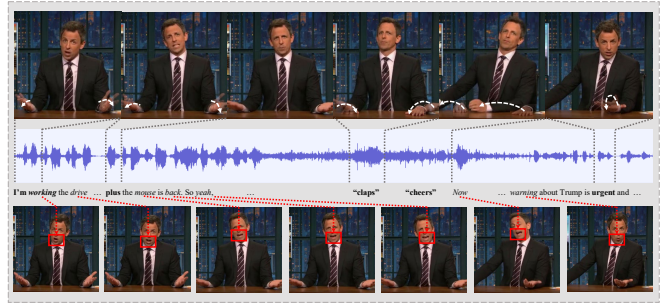 I'm working the drive ... plus the mouse is back. So yeah, ... "claps" "cheers" Now ... warning about Trump is urgent and ...